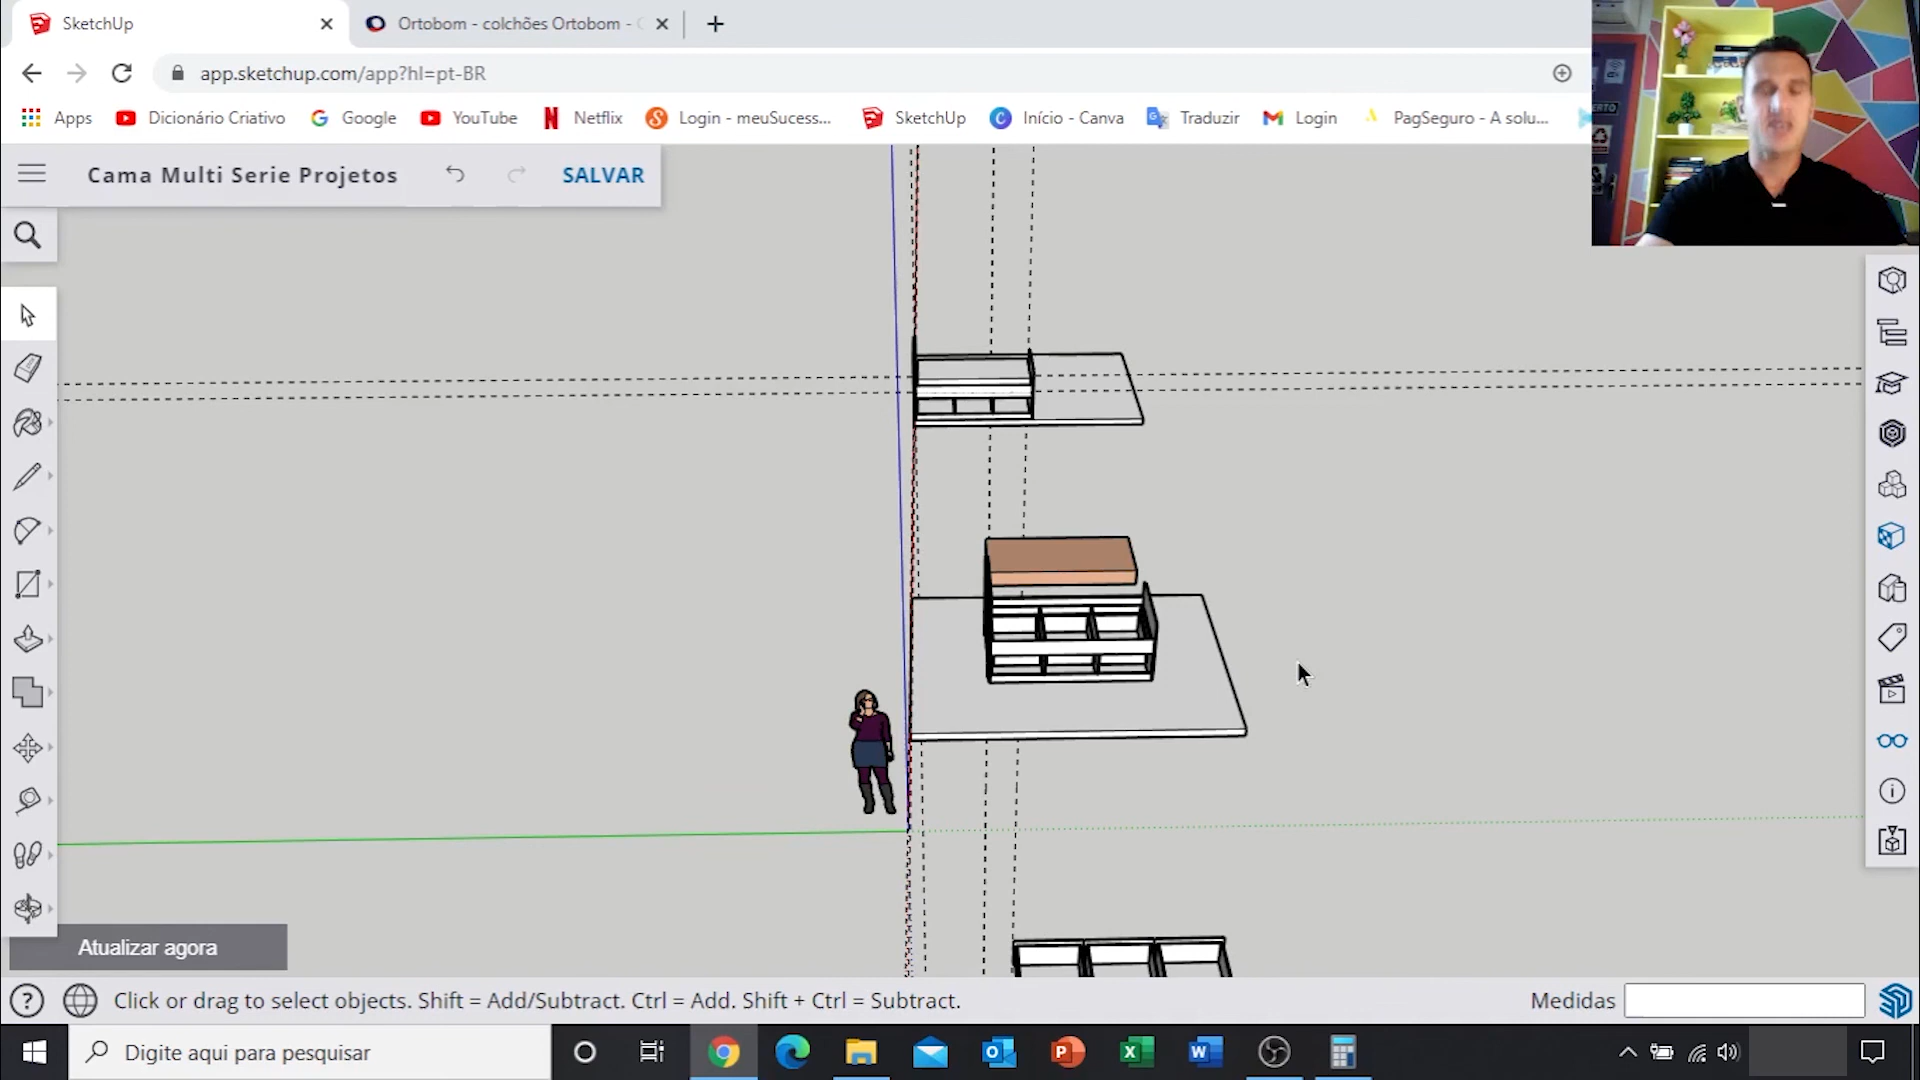 SketchUp
Ortobom - colchões Ortobom -
app.sketchup.com/app?hl=pt-BR
Apps Dicionário Criativo Google YouTube Netflix Login - meuSucess... SketchUp Início - Canva Traduzir Login PagSeguro - A solu...
Cama Multi Serie Projetos SALVAR
Atualizar agora
Click or drag to select objects. Shift = Add/Subtract. Ctrl = Add. Shift + Ctrl = Subtract. Medidas
Digite aqui para pesquisar